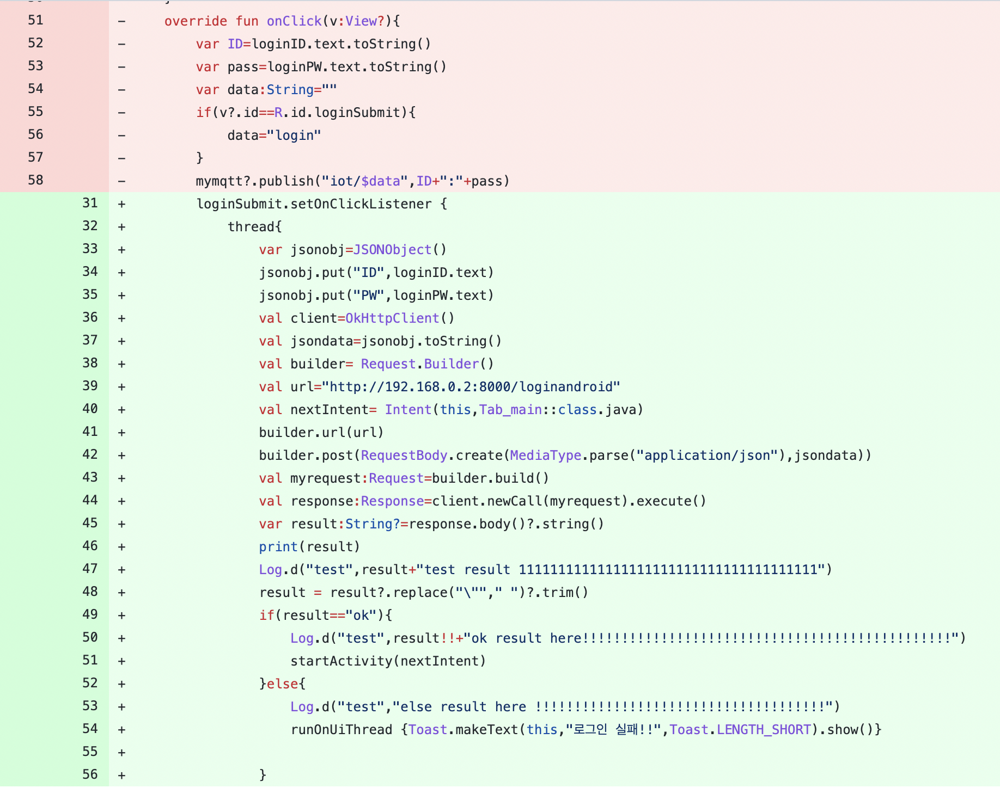 51 - override fun onClick(v:View?){
52 - var ID=loginID.text.toString()
53 - var pass=loginPW.text.toString()
54 - var data:String=""
55 - if(v?.id==R.id.loginSubmit){
56 - data="login"
57 - }
58 - mymqtt?.publish("iot/$data",ID+":"+pass)
31 + loginSubmit.setOnClickListener {
32 + thread{
33 + var jsonobj=JSONObject()
34 + jsonobj.put("ID",loginID.text)
35 + jsonobj.put("PW",loginPW.text)
36 + val client=OkHttpClient()
37 + val jsondata=jsonobj.toString()
38 + val builder= Request.Builder()
39 + val url="http://192.168.0.2:8000/loginandroid"
40 + val nextIntent= Intent(this,Tab_main::class.java)
41 + builder.url(url)
42 + builder.post(RequestBody.create(MediaType.parse("application/json"),jsondata))
43 + val myrequest:Request=builder.build()
44 + val response:Response=client.newCall(myrequest).execute()
45 + var result:String?=response.body()?.string()
46 + print(result)
47 + Log.d("test",result+"test result 11111111111111111111111111111111111111")
48 + result = result?.replace("\""," ")?.trim()
49 + if(result=="ok"){
50 + Log.d("test",result!!+"ok result here!!!!!!!!!!!!!!!!!!!!!!!!!!!!!!!!!!!!!!!!!!!!!!!")
51 + startActivity(nextIntent)
52 + }else{
53 + Log.d("test","else result here !!!!!!!!!!!!!!!!!!!!!!!!!!!!!!!!!!!!!")
54 + runOnUiThread {Toast.makeText(this,"로그인 실패!!",Toast.LENGTH_SHORT).show()}
55 +
56 + }